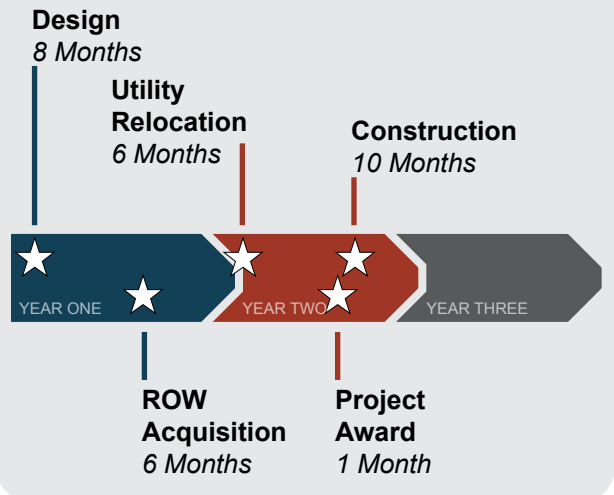 Design
8 Months
Utility
Relocation
6 Months
Construction
10 Months
YEAR ONE
YEAR TWO
YEAR THREE
ROW
Acquisition
6 Months
Project
Award
1 Month